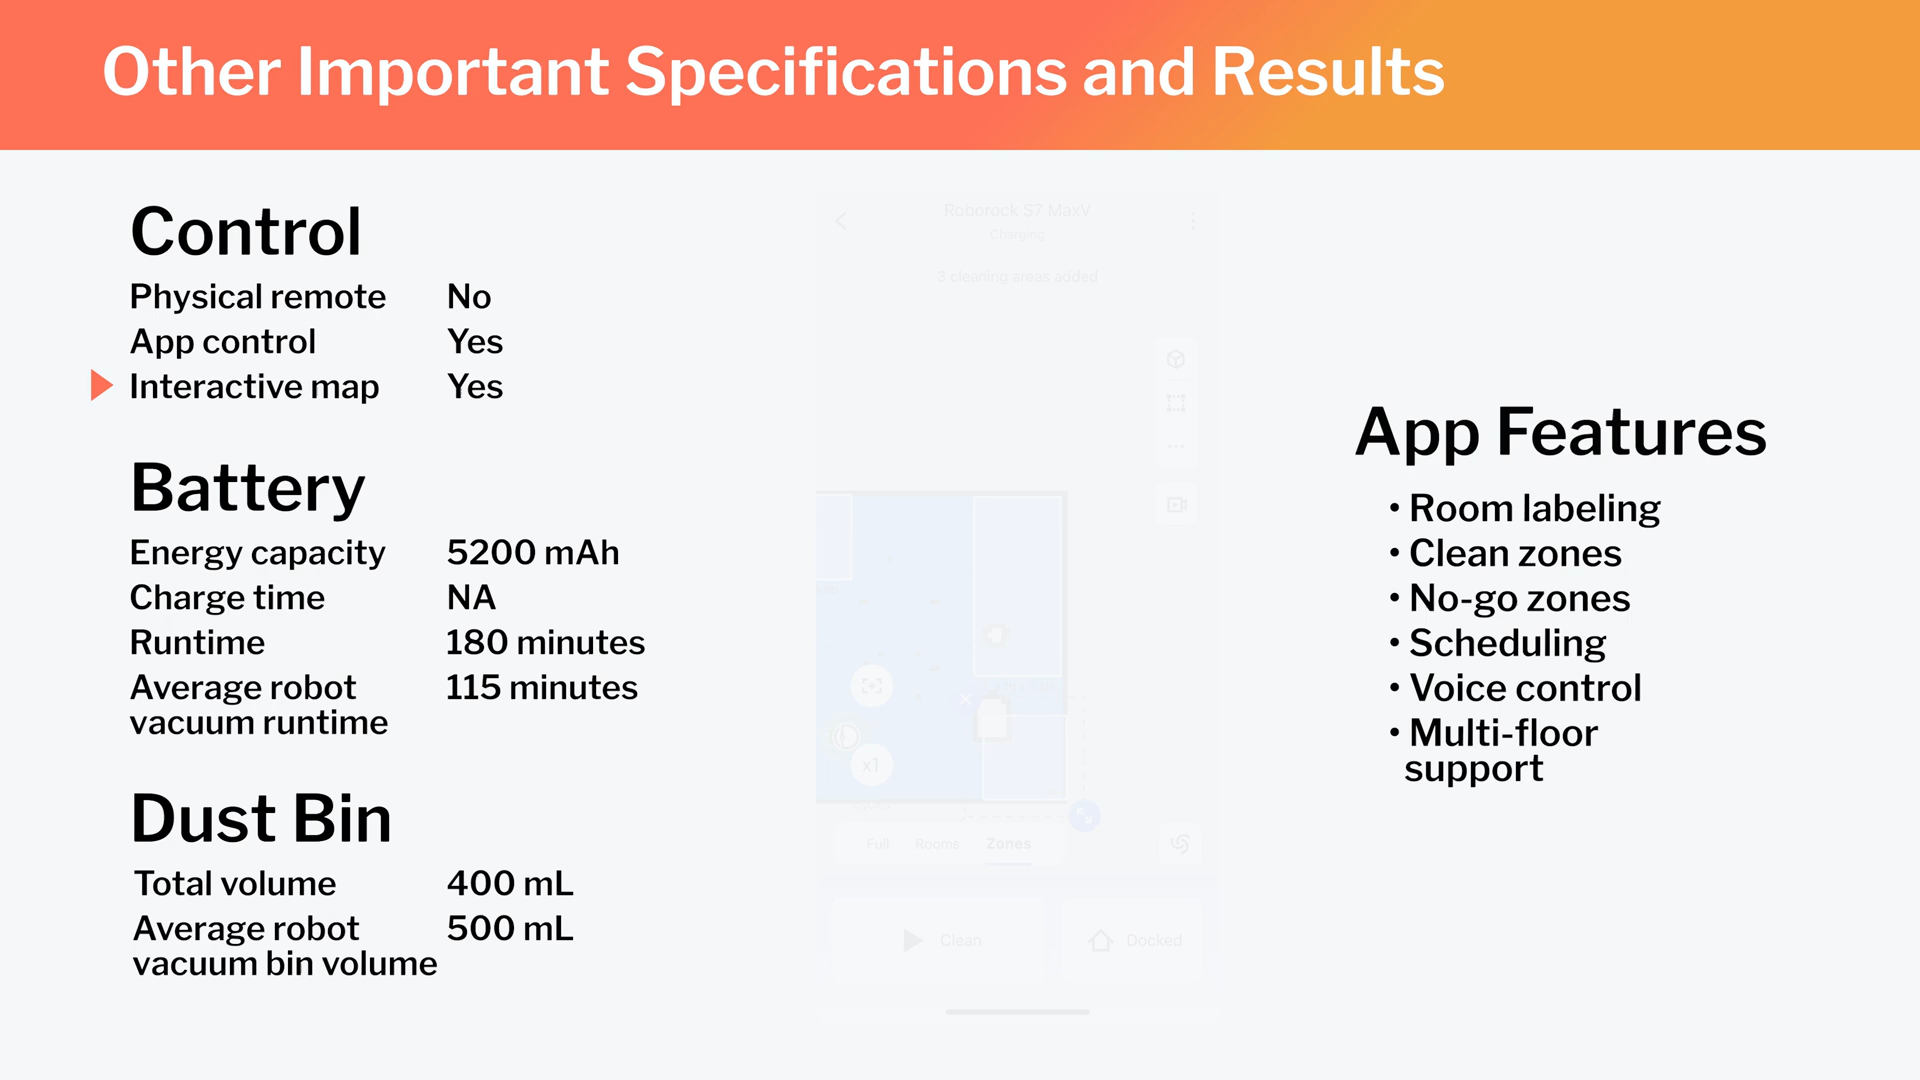 Other Important Specifications and Results
Control
Physical remote No
App control Yes
Interactive map Yes
Battery
Energy capacity 5200 mAh
Charge time NA
Runtime 180 minutes
Average robot 115 minutes
vacuum runtime
Dust Bin
Total volume 400 mL
Average robot 500 mL
vacuum bin volume
Roborock S7 MaxV
Charging
3 cleaning areas added
x1
Full Rooms Zones
Clean Docked
App Features
• Room labeling
• Clean zones
• No-go zones
• Scheduling
• Voice control
• Multi-floor
support